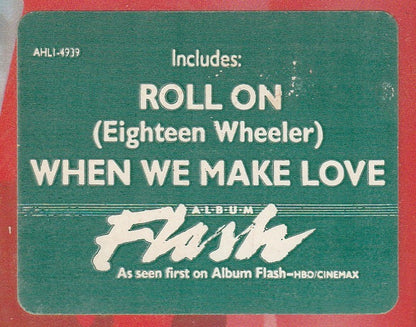 AHL1-4939
Includes:
ROLL ON
(Eighteen Wheeler)
WHEN WE MAKE LOVE
A·L·B·U·M
Flash
As seen first on Album Flash–HBO/CINEMAX